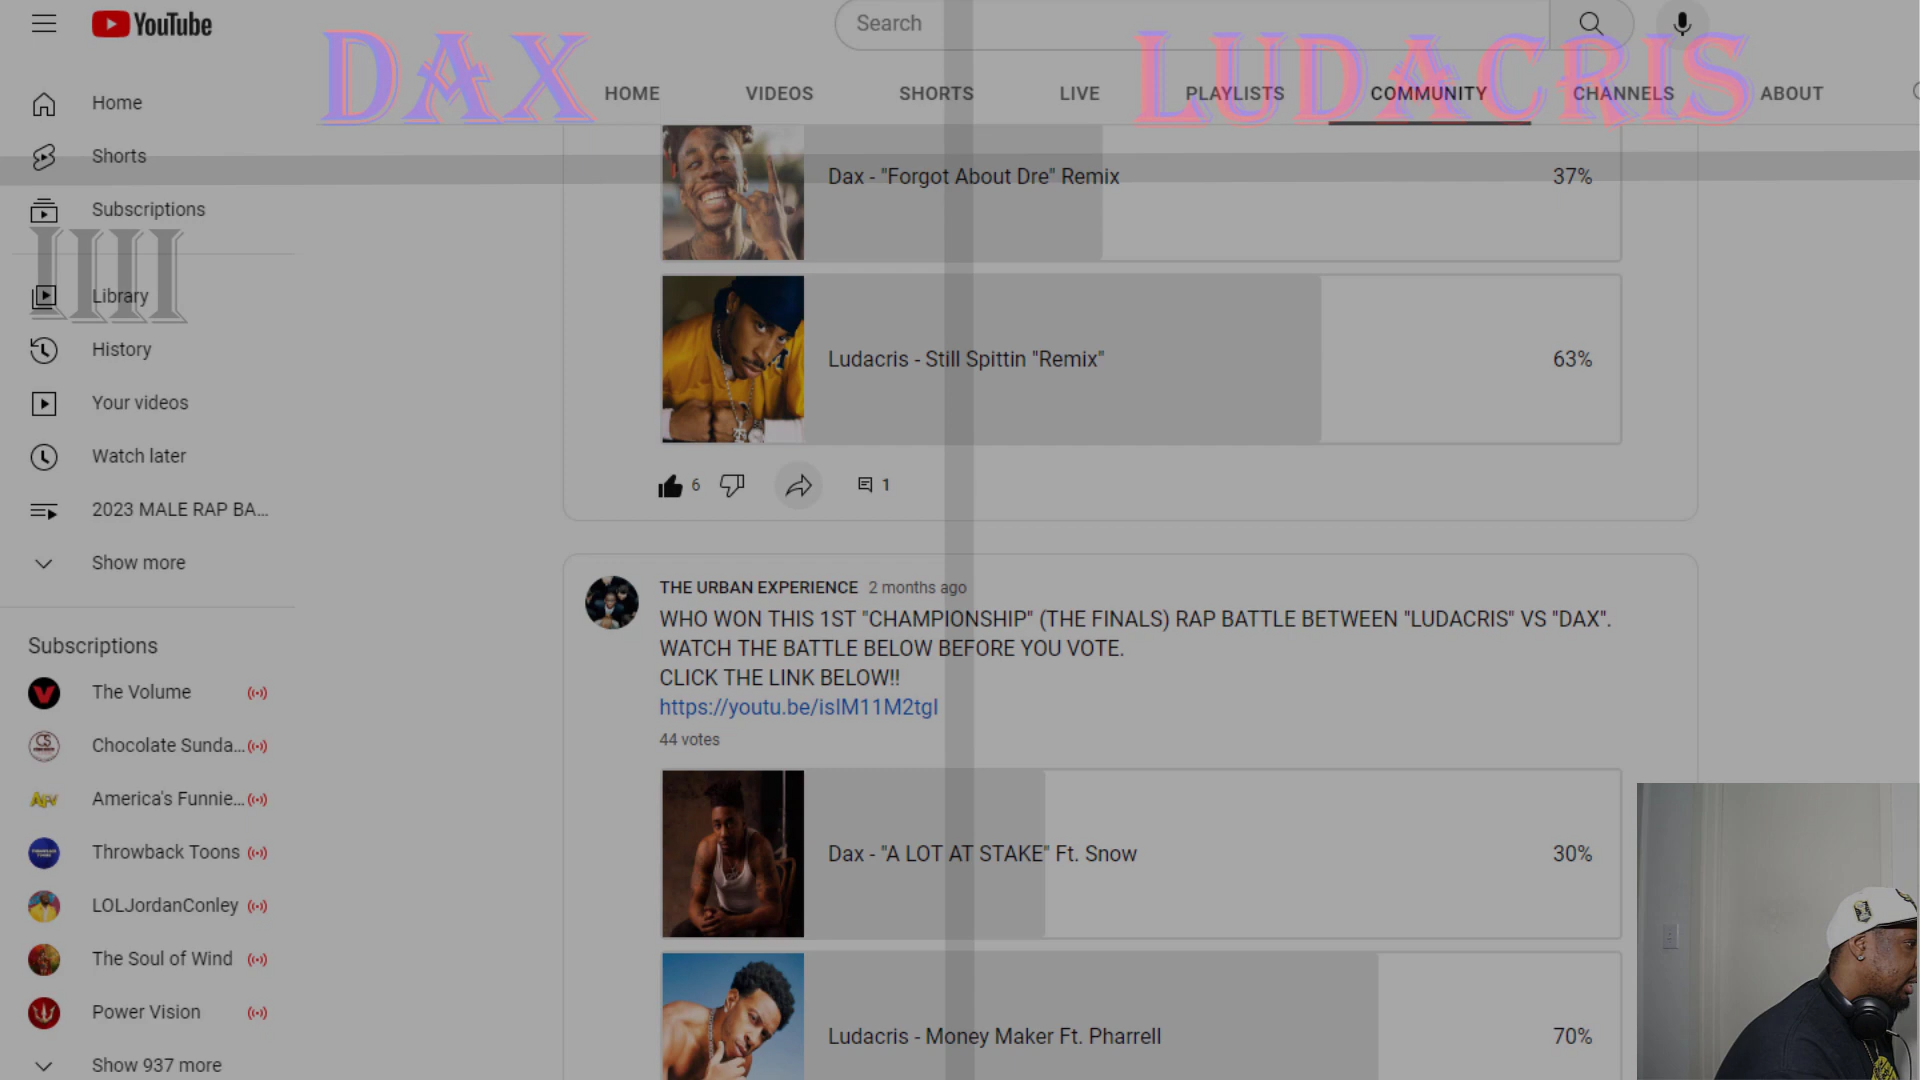 YouTube
Search
DAX
LUDACRIS
HOME
VIDEOS
SHORTS
LIVE
PLAYLISTS
COMMUNITY
CHANNELS
ABOUT
Home
Shorts
Subscriptions
Library
History
Your videos
Watch later
2023 MALE RAP BA...
Show more
Subscriptions
The Volume
Chocolate Sunda...
America's Funnie...
Throwback Toons
LOLJordanConley
The Soul of Wind
Power Vision
Show 937 more
IIII
Dax - "Forgot About Dre" Remix
37%
Ludacris - Still Spittin "Remix"
63%
6
1
THE URBAN EXPERIENCE 2 months ago
WHO WON THIS 1ST "CHAMPIONSHIP" (THE FINALS) RAP BATTLE BETWEEN "LUDACRIS" VS "DAX".
WATCH THE BATTLE BELOW BEFORE YOU VOTE.
CLICK THE LINK BELOW!!
https://youtu.be/isIM11M2tgI
44 votes
Dax - "A LOT AT STAKE" Ft. Snow
30%
Ludacris - Money Maker Ft. Pharrell
70%